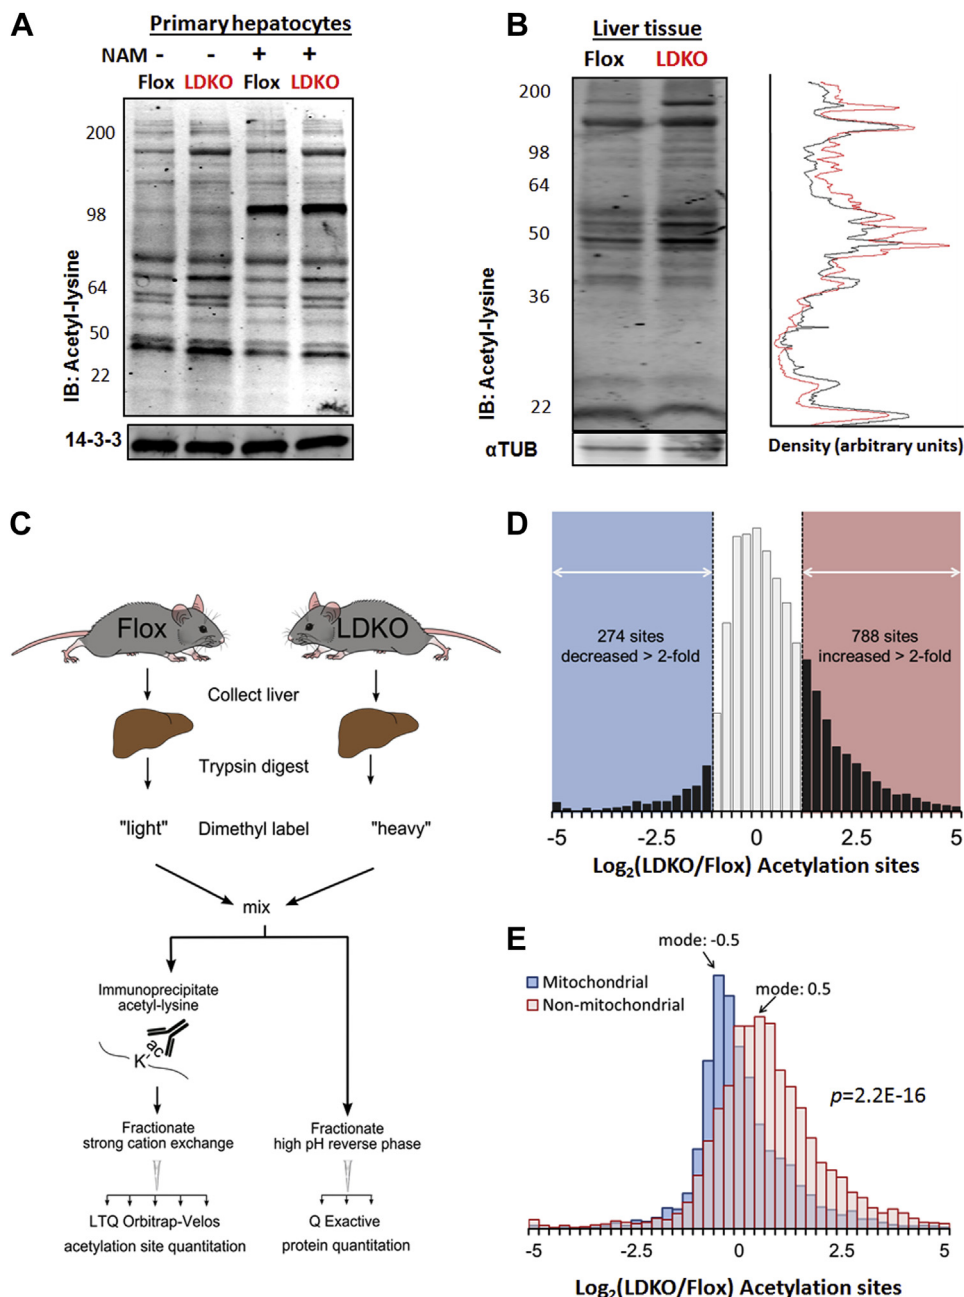 A
Primary hepatocytes
NAM - - + +
Flox LDKO Flox LDKO
200
98
64
50
22
IB: Acetyl-lysine
14-3-3
B
Liver tissue
Flox LDKO
200
98
64
50
36
22
IB: Acetyl-lysine
αTUB
Density (arbitrary units)
C
Flox
LDKO
Collect liver
Trypsin digest
"light" Dimethyl label "heavy"
mix
Immunoprecipitate
acetyl-lysine
ac
K
Fractionate
strong cation exchange
Fractionate
high pH reverse phase
LTQ Orbitrap-Velos
acetylation site quantitation
Q Exactive
protein quantitation
D
274 sites
decreased > 2-fold
788 sites
increased > 2-fold
-5 -2.5 0 2.5 5
Log₂(LDKO/Flox) Acetylation sites
E
mode: -0.5
mode: 0.5
Mitochondrial
Non-mitochondrial
p=2.2E-16
-5 -2.5 0 2.5 5
Log₂(LDKO/Flox) Acetylation sites